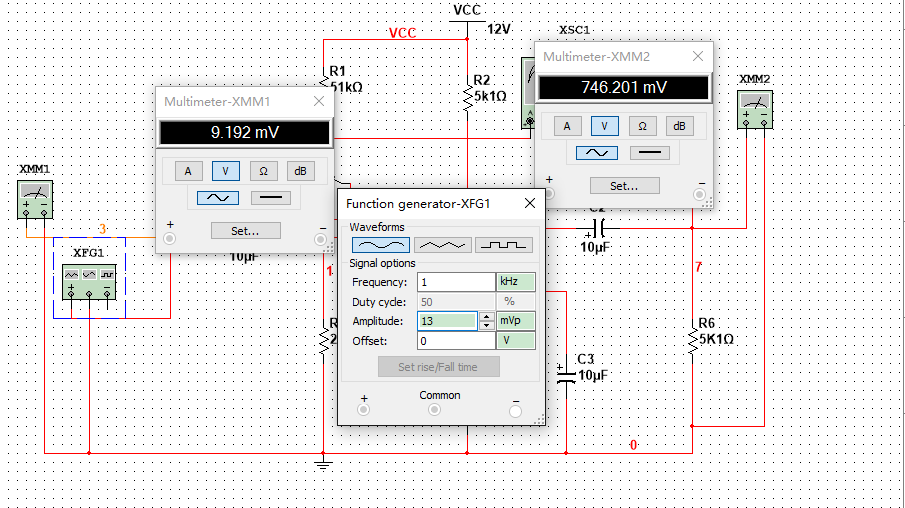 VCC
12V
VCC
XSC1
R1
51kΩ
R2
5k1Ω
Multimeter-XMM2
746.201 mV
A V Ω dB
Set...
+ −
XMM2
Multimeter-XMM1
9.192 mV
A V Ω dB
Set...
+ −
XMM1
3
XFG1
10µF
1
Function generator-XFG1
Waveforms
Signal options
Frequency: 1 kHz
Duty cycle: 50 %
Amplitude: 13 mVp
Offset: 0 V
Set rise/Fall time
+ Common −
C2
10µF
7
R6
5K1Ω
C3
10µF
R
2
0